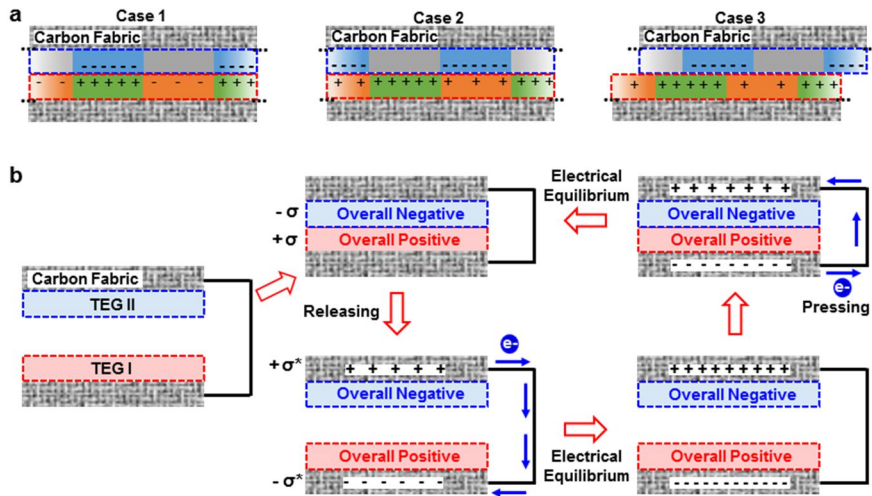 a
Case 1
Case 2
Case 3
Carbon Fabric
Carbon Fabric
Carbon Fabric
- - - - - -
- - - - - -
- - - - - -
- - + + + + + - - - + + +
+ + + + + + + + + + + + +
+ + + + + + + + + +
b
Carbon Fabric
TEG II
TEG I
- σ
+ σ
Overall Negative
Overall Positive
Releasing
+ σ*
+ + + + +
e-
Overall Negative
Overall Positive
- σ*
- - - - - -
Electrical
Equilibrium
+ + + + + + + + +
Overall Negative
Overall Positive
- - - - - - - - - - -
Electrical
Equilibrium
+ + + + + + +
Overall Negative
Overall Positive
- - - - - - - -
e-
Pressing